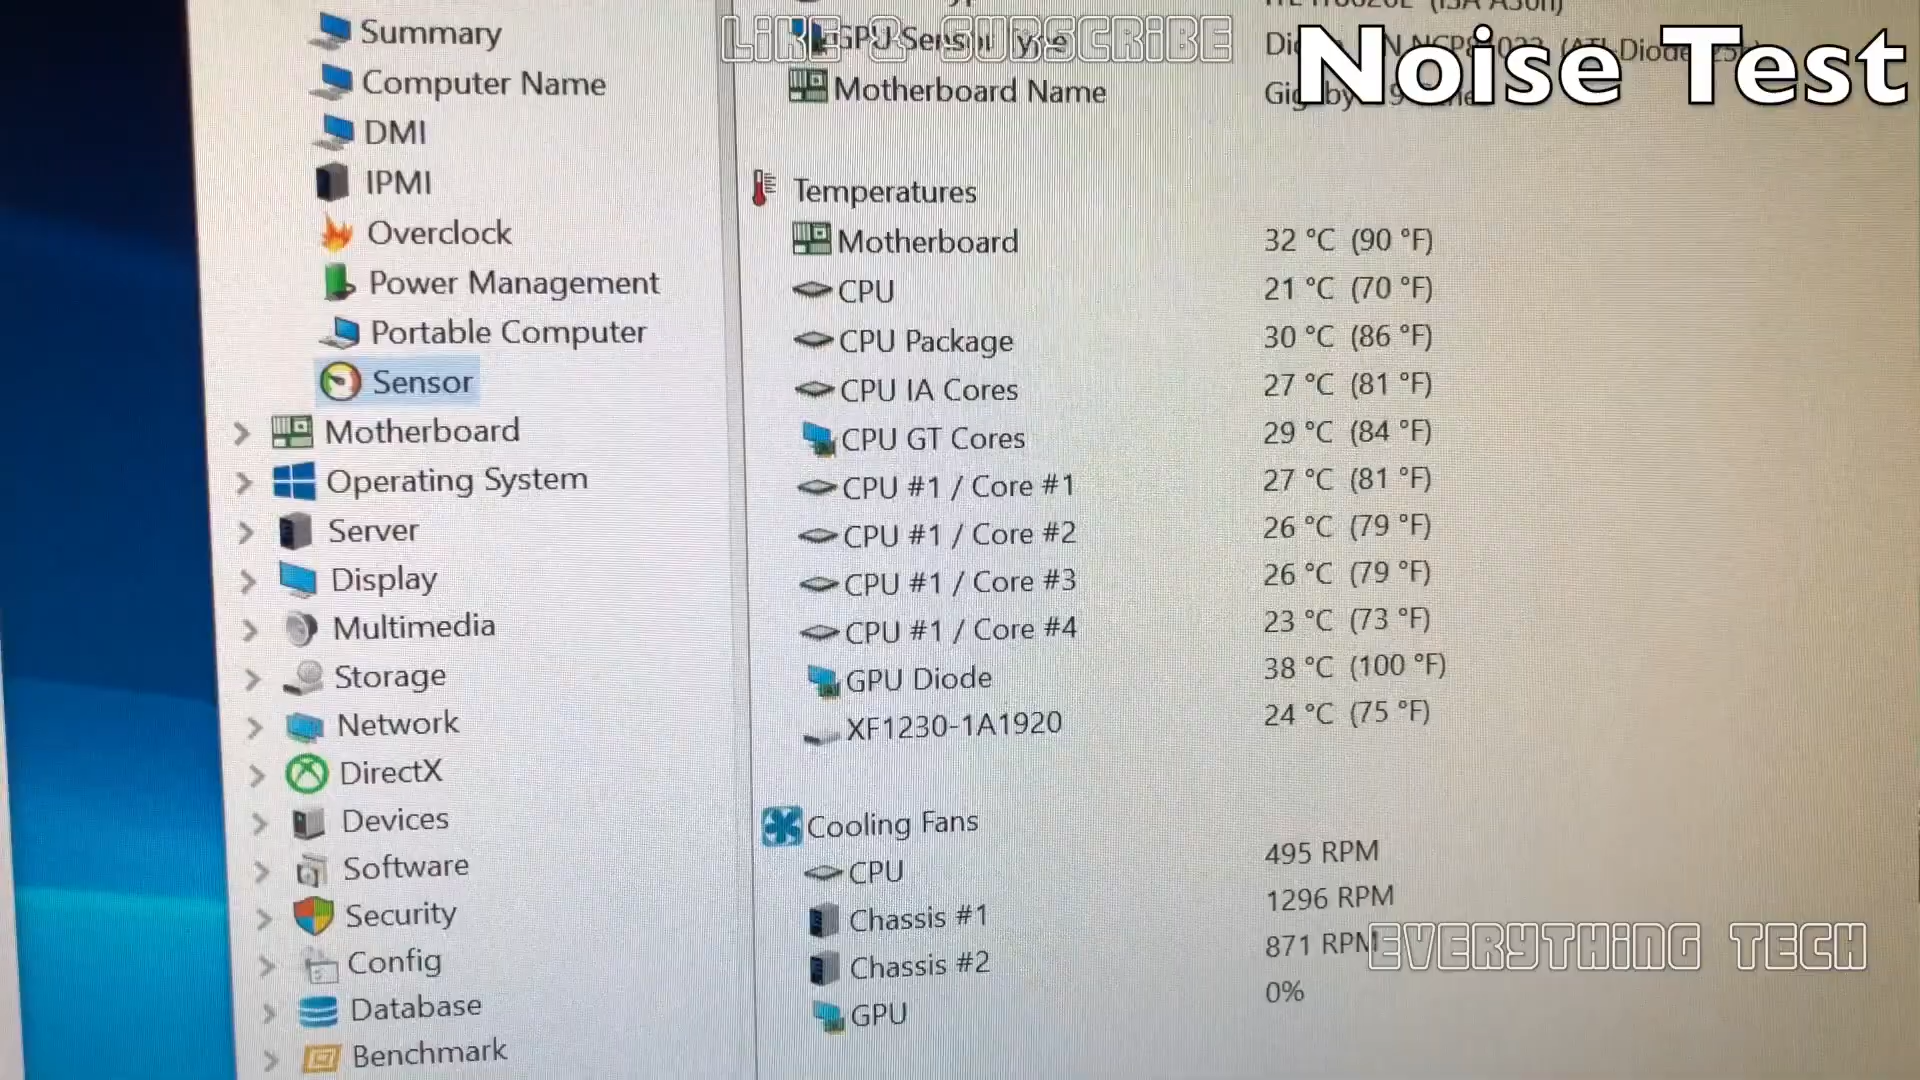 LIKE & SUBSCRIBE
Noise Test
Summary
Computer Name
DMI
IPMI
Overclock
Power Management
Portable Computer
Sensor
Motherboard
Operating System
Server
Display
Multimedia
Storage
Network
DirectX
Devices
Software
Security
Config
Database
Benchmark
GPU Sensor Type
Motherboard Name
Temperatures
Motherboard 32 °C (90 °F)
CPU 21 °C (70 °F)
CPU Package 30 °C (86 °F)
CPU IA Cores 27 °C (81 °F)
CPU GT Cores 29 °C (84 °F)
CPU #1 / Core #1 27 °C (81 °F)
CPU #1 / Core #2 26 °C (79 °F)
CPU #1 / Core #3 26 °C (79 °F)
CPU #1 / Core #4 23 °C (73 °F)
GPU Diode 38 °C (100 °F)
XF1230-1A1920 24 °C (75 °F)
Cooling Fans
CPU 495 RPM
Chassis #1 1296 RPM
Chassis #2 871 RPM
GPU 0%
EVERYTHING TECH